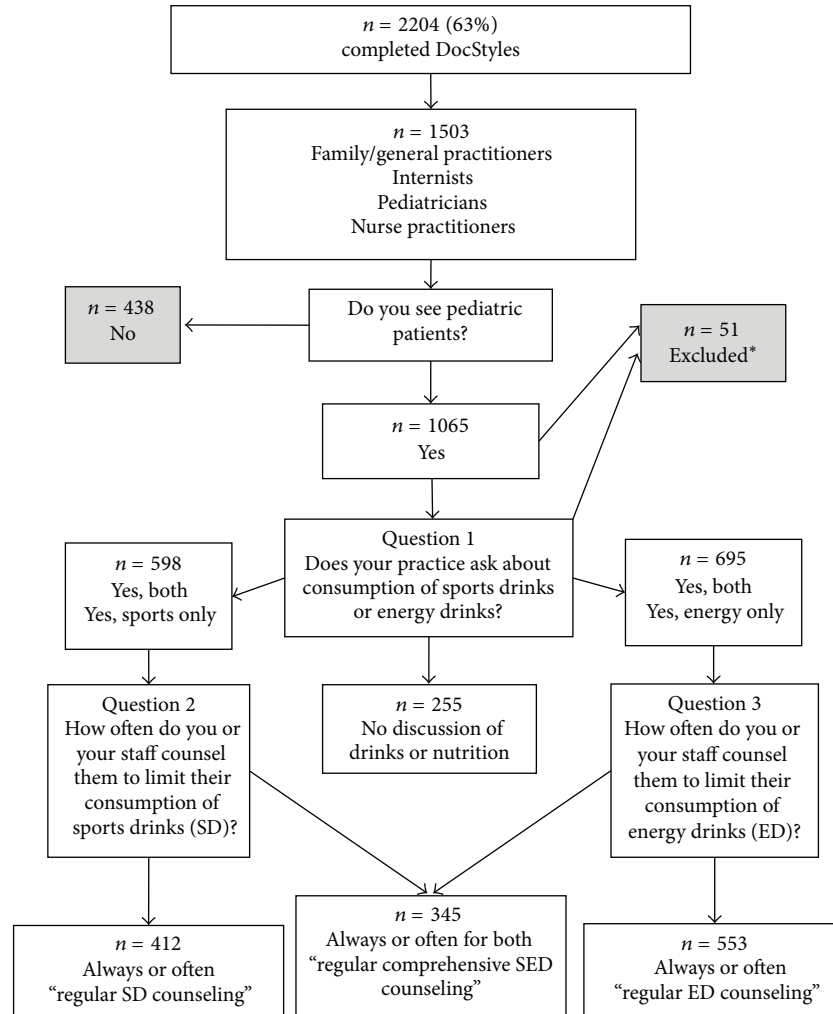 n = 2204 (63%)
completed DocStyles
n = 1503
Family/general practitioners
Internists
Pediatricians
Nurse practitioners
n = 438
No
Do you see pediatric
patients?
n = 51
Excluded*
n = 1065
Yes
n = 598
Yes, both
Yes, sports only
Question 1
Does your practice ask about
consumption of sports drinks
or energy drinks?
n = 695
Yes, both
Yes, energy only
Question 2
How often do you or
your staff counsel
them to limit their
consumption of
sports drinks (SD)?
n = 255
No discussion of
drinks or nutrition
Question 3
How often do you or
your staff counsel
them to limit their
consumption of
energy drinks (ED)?
n = 412
Always or often
“regular SD counseling”
n = 345
Always or often for both
“regular comprehensive SED
counseling”
n = 553
Always or often
“regular ED counseling”